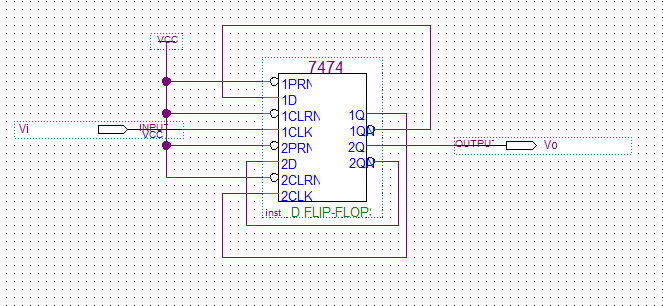 VCC
7474
1PRN
1D
1CLRN
1CLK
2PRN
2D
2CLRN
2CLK
1Q
1QN
2Q
2QN
Vi
INPUT
VCC
OUTPUT
Vo
inst
D FLIP-FLOPS